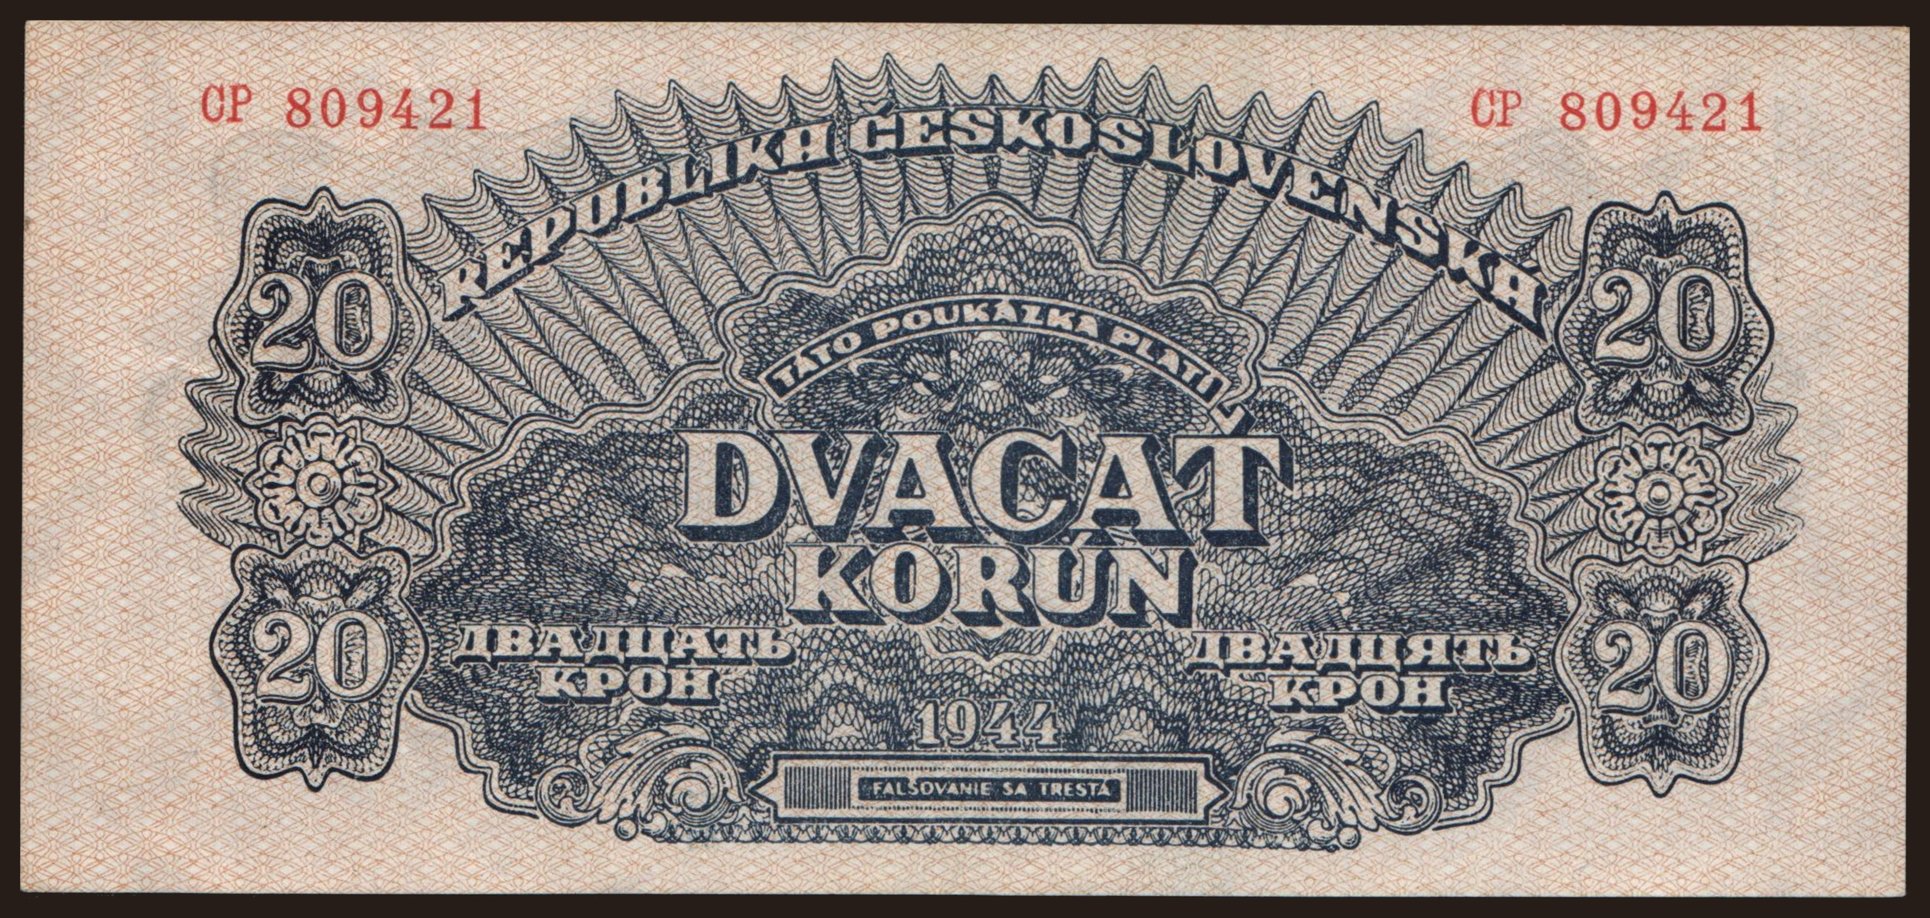 CP 809421
CP 809421
REPUBLIKA ČESKOSLOVENSKÁ
20
20
TÁTO POUKÁZKA PLATÍ
DVACAŤ
KORÚN
ДВАДЦАТЬ
КРОН
ДВАДЦЯТЬ
КРОН
20
20
1944
FALŠOVANIE SA TRESTÁ